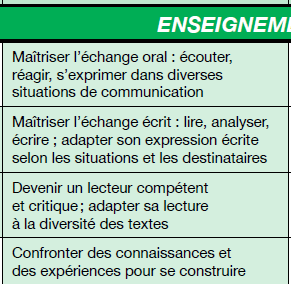 Maîtriser l'échange oral : écouter,
réagir, s'exprimer dans diverses
situations de communication
Maîtriser l'échange écrit : lire, analyser,
écrire ; adapter son expression écrite
selon les situations et les destinataires
Devenir un lecteur compétent
et critique ; adapter sa lecture
à la diversité des textes
Confronter des connaissances et
des expériences pour se construire